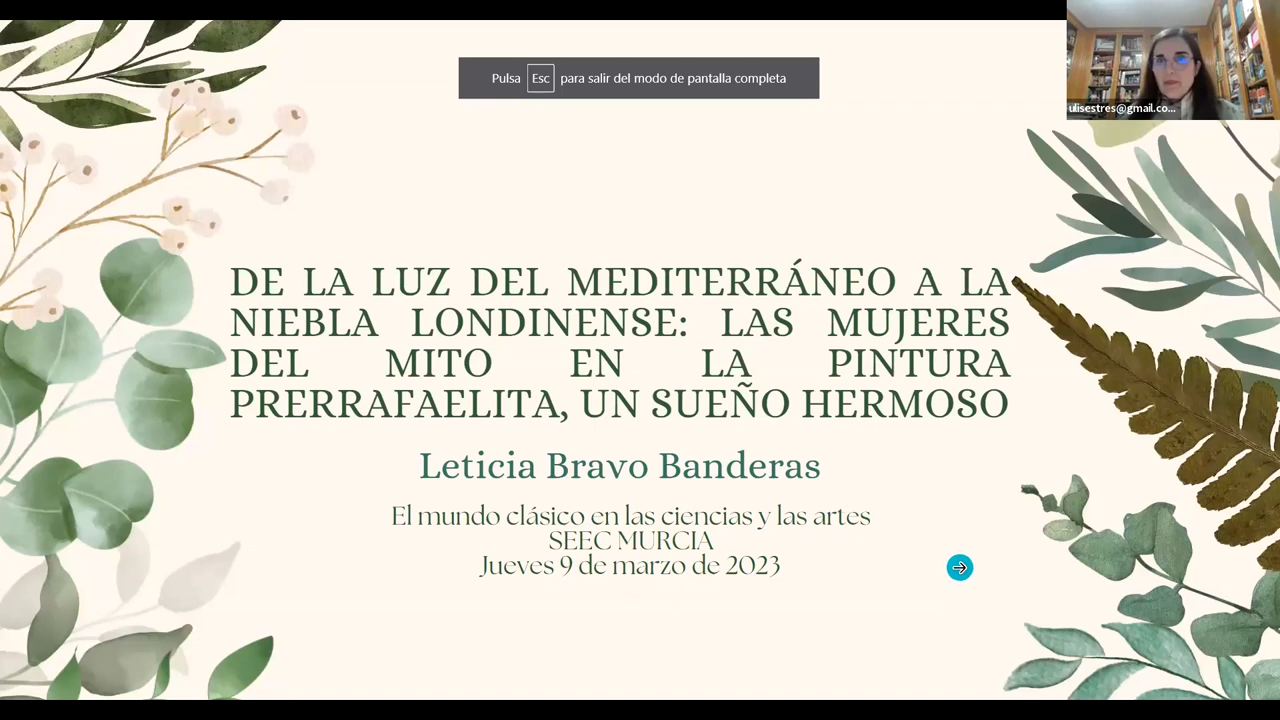 Pulsa Esc para salir del modo de pantalla completa
ulisestres@gmail.co...
DE LA LUZ DEL MEDITERRÁNEO A LA
NIEBLA LONDINENSE: LAS MUJERES
DEL MITO EN LA PINTURA
PRERRAFAELITA, UN SUEÑO HERMOSO
Leticia Bravo Banderas
El mundo clásico en las ciencias y las artes
SEEC MURCIA
Jueves 9 de marzo de 2023